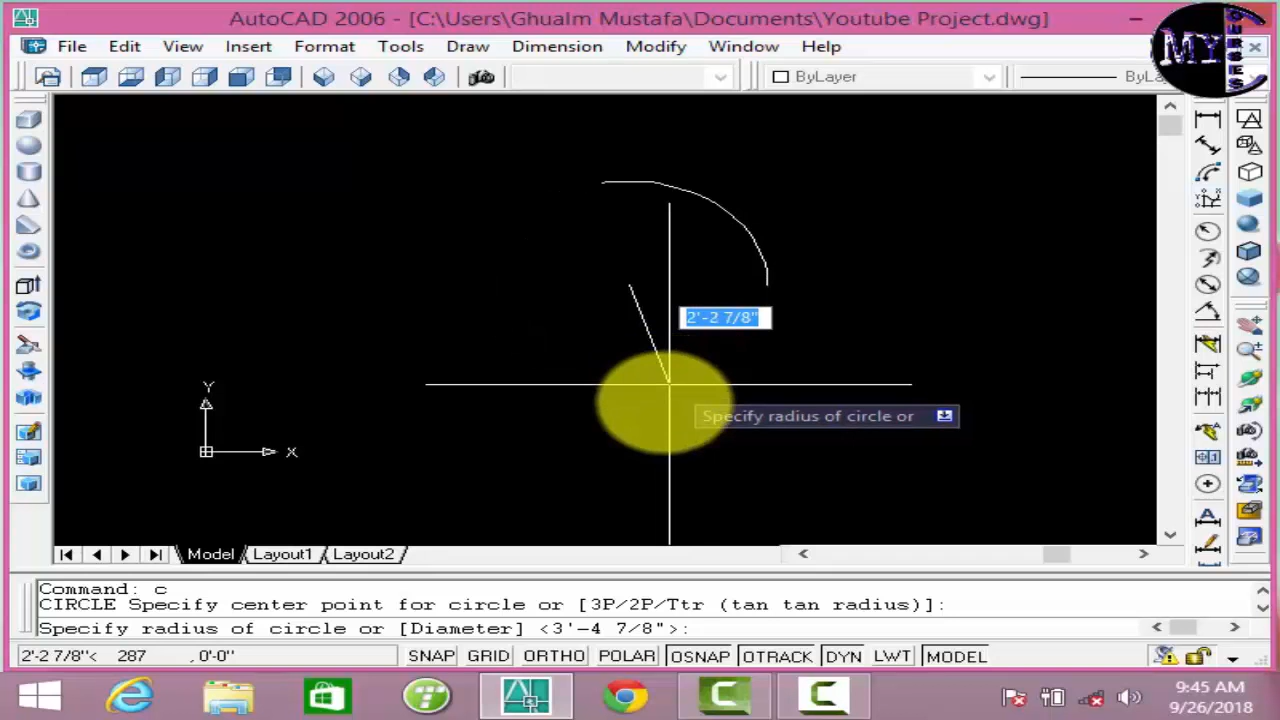 AutoCAD 2006 - [C:\Users\Ghualm Mustafa\Documents\Youtube Project.dwg]
File Edit View Insert Format Tools Draw Dimension Modify Window Help
MY
COURSES
ByLayer
ByLa
2'-2 7/8"
Specify radius of circle or
Y
X
Model Layout1 Layout2
Command: c
CIRCLE Specify center point for circle or [3P/2P/Ttr (tan tan radius)]:
Specify radius of circle or [Diameter] <3'-4 7/8">:
2'-2 7/8"< 287 ,0'-0"
SNAP GRID ORTHO POLAR OSNAP OTRACK DYN LWT MODEL
9:45 AM
9/26/2018